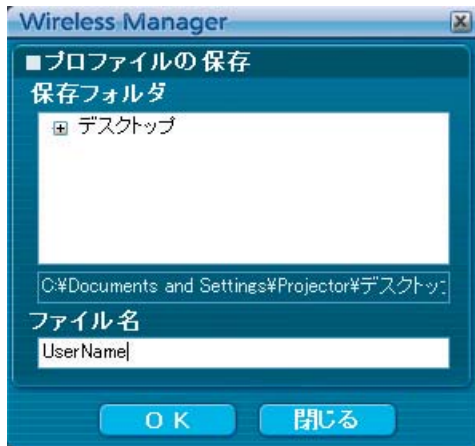 Wireless Manager
■プロファイルの保存
保存フォルダ
デスクトップ
C:¥Documents and Settings¥Projector¥デスクトッ
ファイル名
UserName
OK
閉じる